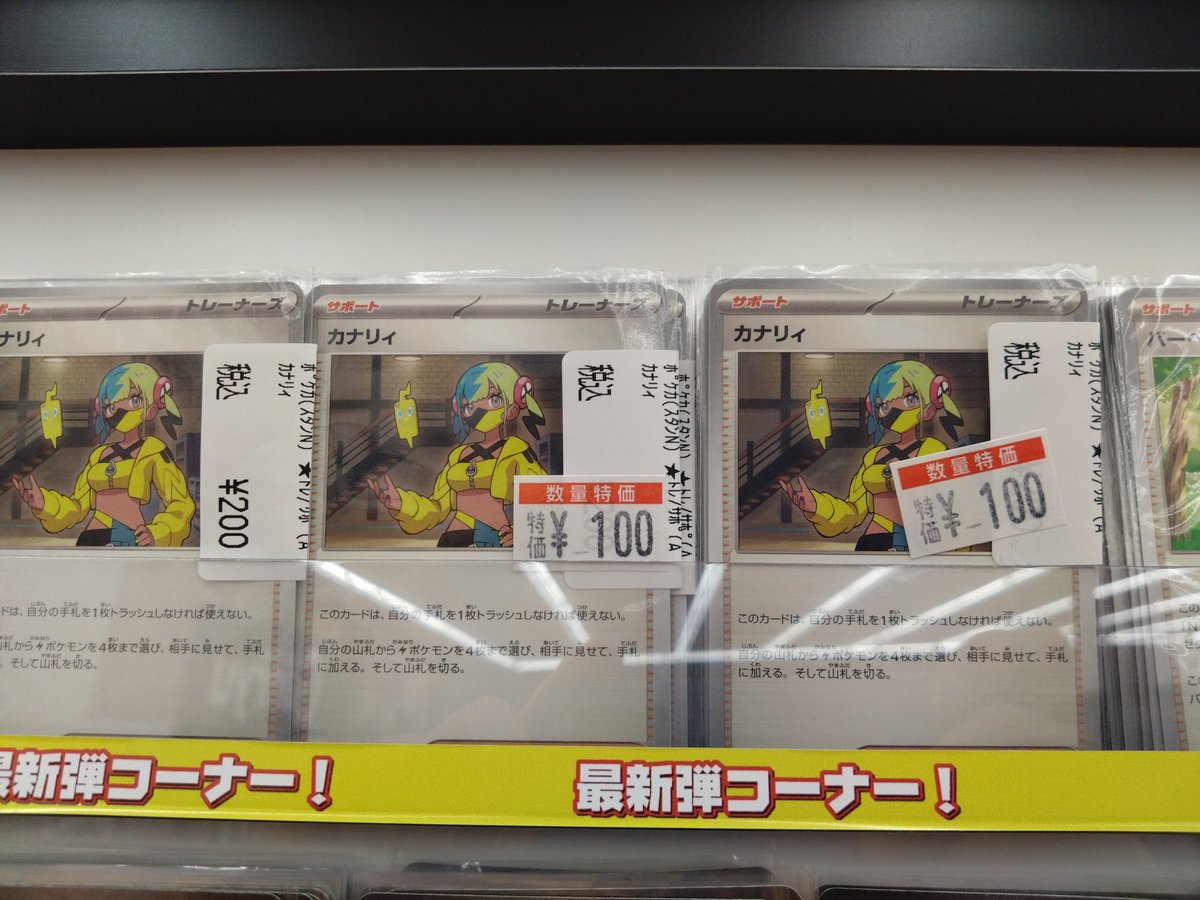 ポート
トレーナーズ
ナリィ
税込
¥200
カナリィ
ポケカ(スタンN)
ードは、自分の手札を1枚トラッシュしなければ使えない。
山札からポケモンを4枚まで選び、相手に見せて、手札
る。そして山札を切る。
サポート
トレーナーズ
カナリィ
税込
カナリィ
ポケカ(スタンN)
数量特価
特価
¥100
このカードは、自分の手札を1枚トラッシュしなければ使えない。
自分の山札からポケモンを4枚まで選び、相手に見せて、手札
に加える。そして山札を切る。
サポート
トレーナーズ
カナリィ
税込
カナリィ
ポケカ(スタンN)
数量特価
特価
¥100
このカードは、自分の手札を1枚トラッシュしなければ使えない。
自分の山札からポケモンを4枚まで選び、相手に見せて、手札
に加える。そして山札を切る。
サポート
最新弾コーナー!
最新弾コーナー!